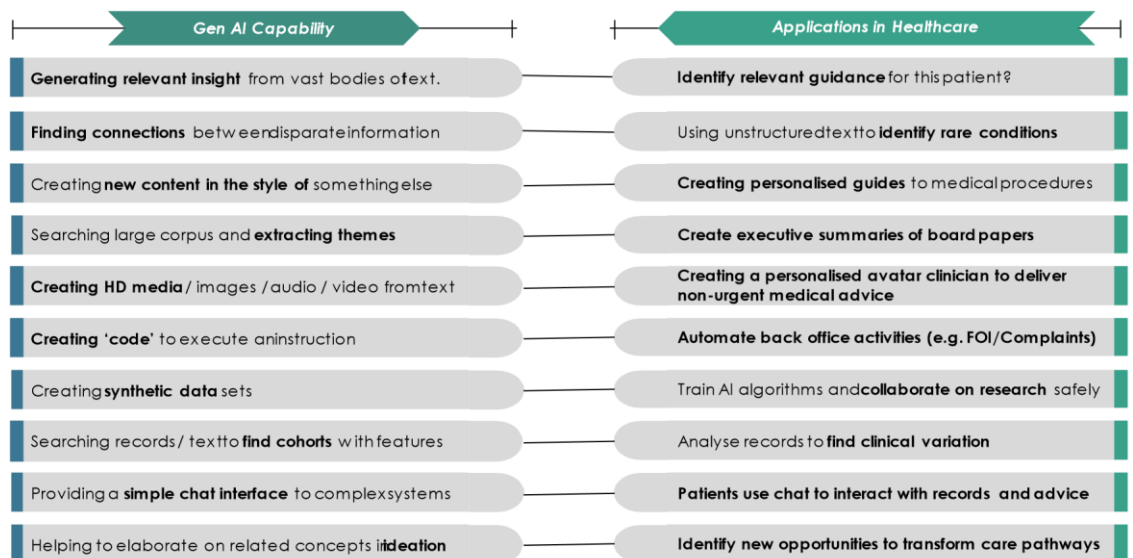 Gen AI Capability
Applications in Healthcare
Generating relevant insight from vast bodies of text.
Identify relevant guidance for this patient?
Finding connections between disparate information
Using unstructured text to identify rare conditions
Creating new content in the style of something else
Creating personalised guides to medical procedures
Searching large corpus and extracting themes
Create executive summaries of board papers
Creating HD media / images / audio / video from text
Creating a personalised avatar clinician to deliver
non-urgent medical advice
Creating ‘code’ to execute an instruction
Automate back office activities (e.g. FOI/Complaints)
Creating synthetic data sets
Train AI algorithms and collaborate on research safely
Searching records / text to find cohorts with features
Analyse records to find clinical variation
Providing a simple chat interface to complex systems
Patients use chat to interact with records and advice
Helping to elaborate on related concepts in ideation
Identify new opportunities to transform care pathways